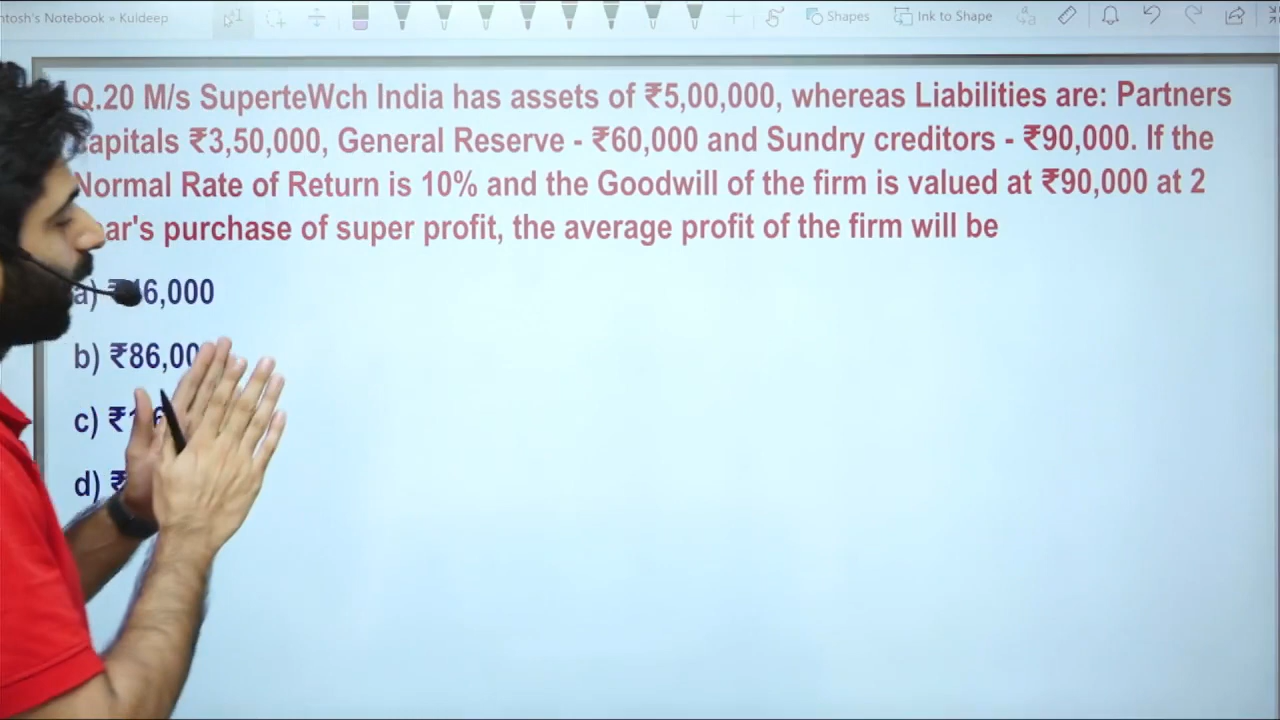 tosh's Notebook » Kuldeep
Shapes
Ink to Shape
Q.20 M/s SuperteWch India has assets of ₹5,00,000, whereas Liabilities are: Partners
apitals ₹3,50,000, General Reserve - ₹60,000 and Sundry creditors - ₹90,000. If the
Normal Rate of Return is 10% and the Goodwill of the firm is valued at ₹90,000 at 2
ar's purchase of super profit, the average profit of the firm will be
a) 6,000
b) ₹86,00
c) ₹
d) ₹